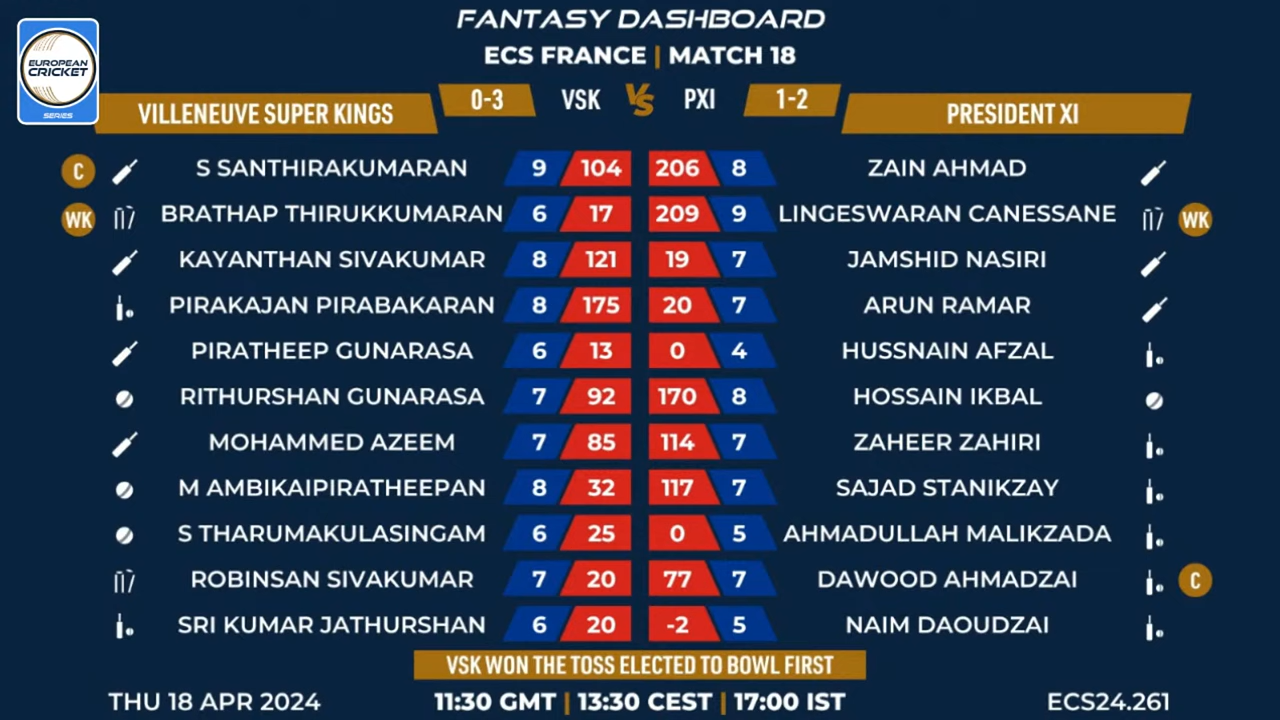 FANTASY DASHBOARD
ECS FRANCE | MATCH 18
EUROPEAN
CRICKET
SERIES
VILLENEUVE SUPER KINGS 0-3 VSK VS PXI 1-2 PRESIDENT XI
C S SANTHIRAKUMARAN 9 104 206 8 ZAIN AHMAD
WK BRATHAP THIRUKKUMARAN 6 17 209 9 LINGESWARAN CANESSANE WK
KAYANTHAN SIVAKUMAR 8 121 19 7 JAMSHID NASIRI
PIRAKAJAN PIRABAKARAN 8 175 20 7 ARUN RAMAR
PIRATHEEP GUNARASA 6 13 0 4 HUSSNAIN AFZAL
RITHURSHAN GUNARASA 7 92 170 8 HOSSAIN IKBAL
MOHAMMED AZEEM 7 85 114 7 ZAHEER ZAHIRI
M AMBIKAIPIRATHEEPAN 8 32 117 7 SAJAD STANIKZAY
S THARUMAKULASINGAM 6 25 0 5 AHMADULLAH MALIKZADA
ROBINSAN SIVAKUMAR 7 20 77 7 DAWOOD AHMADZAI C
SRI KUMAR JATHURSHAN 6 20 -2 5 NAIM DAOUDZAI
VSK WON THE TOSS ELECTED TO BOWL FIRST
THU 18 APR 2024 11:30 GMT | 13:30 CEST | 17:00 IST ECS24.261